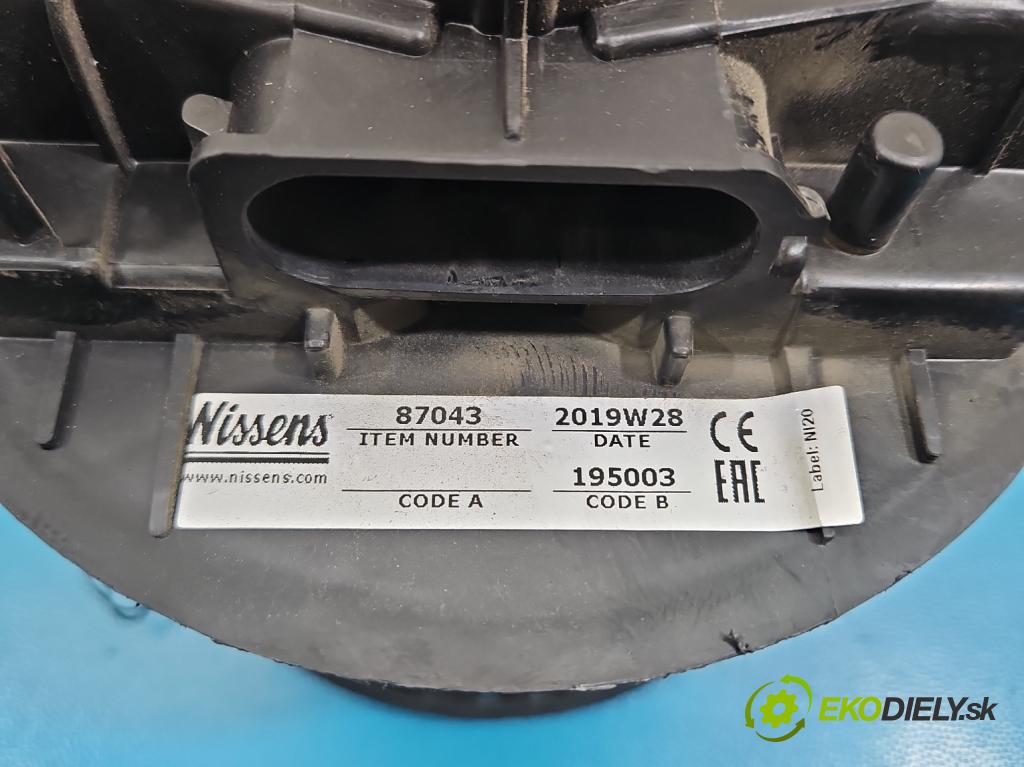 Nissens
www.nissens.com
87043
ITEM NUMBER
CODE A
2019W28
DATE
195003
CODE B
CE
EAC
Label: NI20
EKODIELY.sk